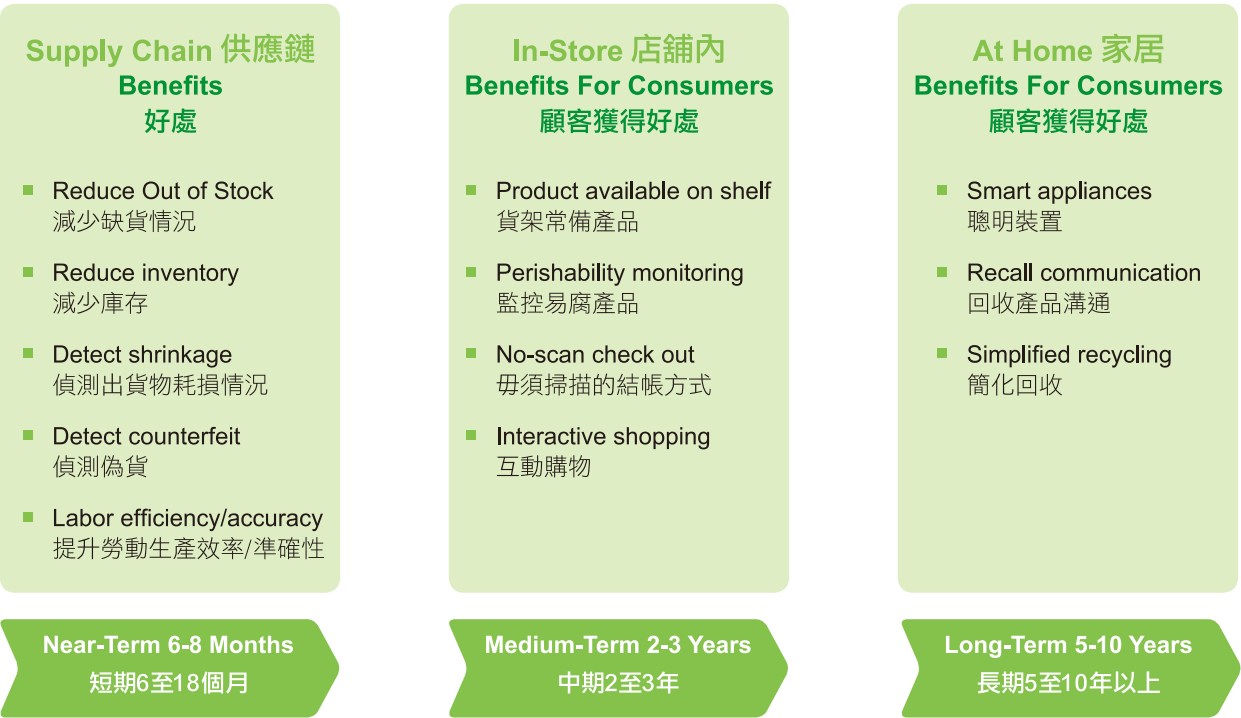 Supply Chain 供應鏈
Benefits
好處
Reduce Out of Stock
減少缺貨情況
Reduce inventory
減少庫存
Detect shrinkage
偵測出貨物耗損情況
Detect counterfeit
偵測偽貨
Labor efficiency/accuracy
提升勞動生產效率/準確性
Near-Term 6-8 Months
短期6至18個月
In-Store 店舖內
Benefits For Consumers
顧客獲得好處
Product available on shelf
貨架常備產品
Perishability monitoring
監控易腐產品
No-scan check out
毋須掃描的結帳方式
Interactive shopping
互動購物
Medium-Term 2-3 Years
中期2至3年
At Home 家居
Benefits For Consumers
顧客獲得好處
Smart appliances
聰明裝置
Recall communication
回收產品溝通
Simplified recycling
簡化回收
Long-Term 5-10 Years
長期5至10年以上